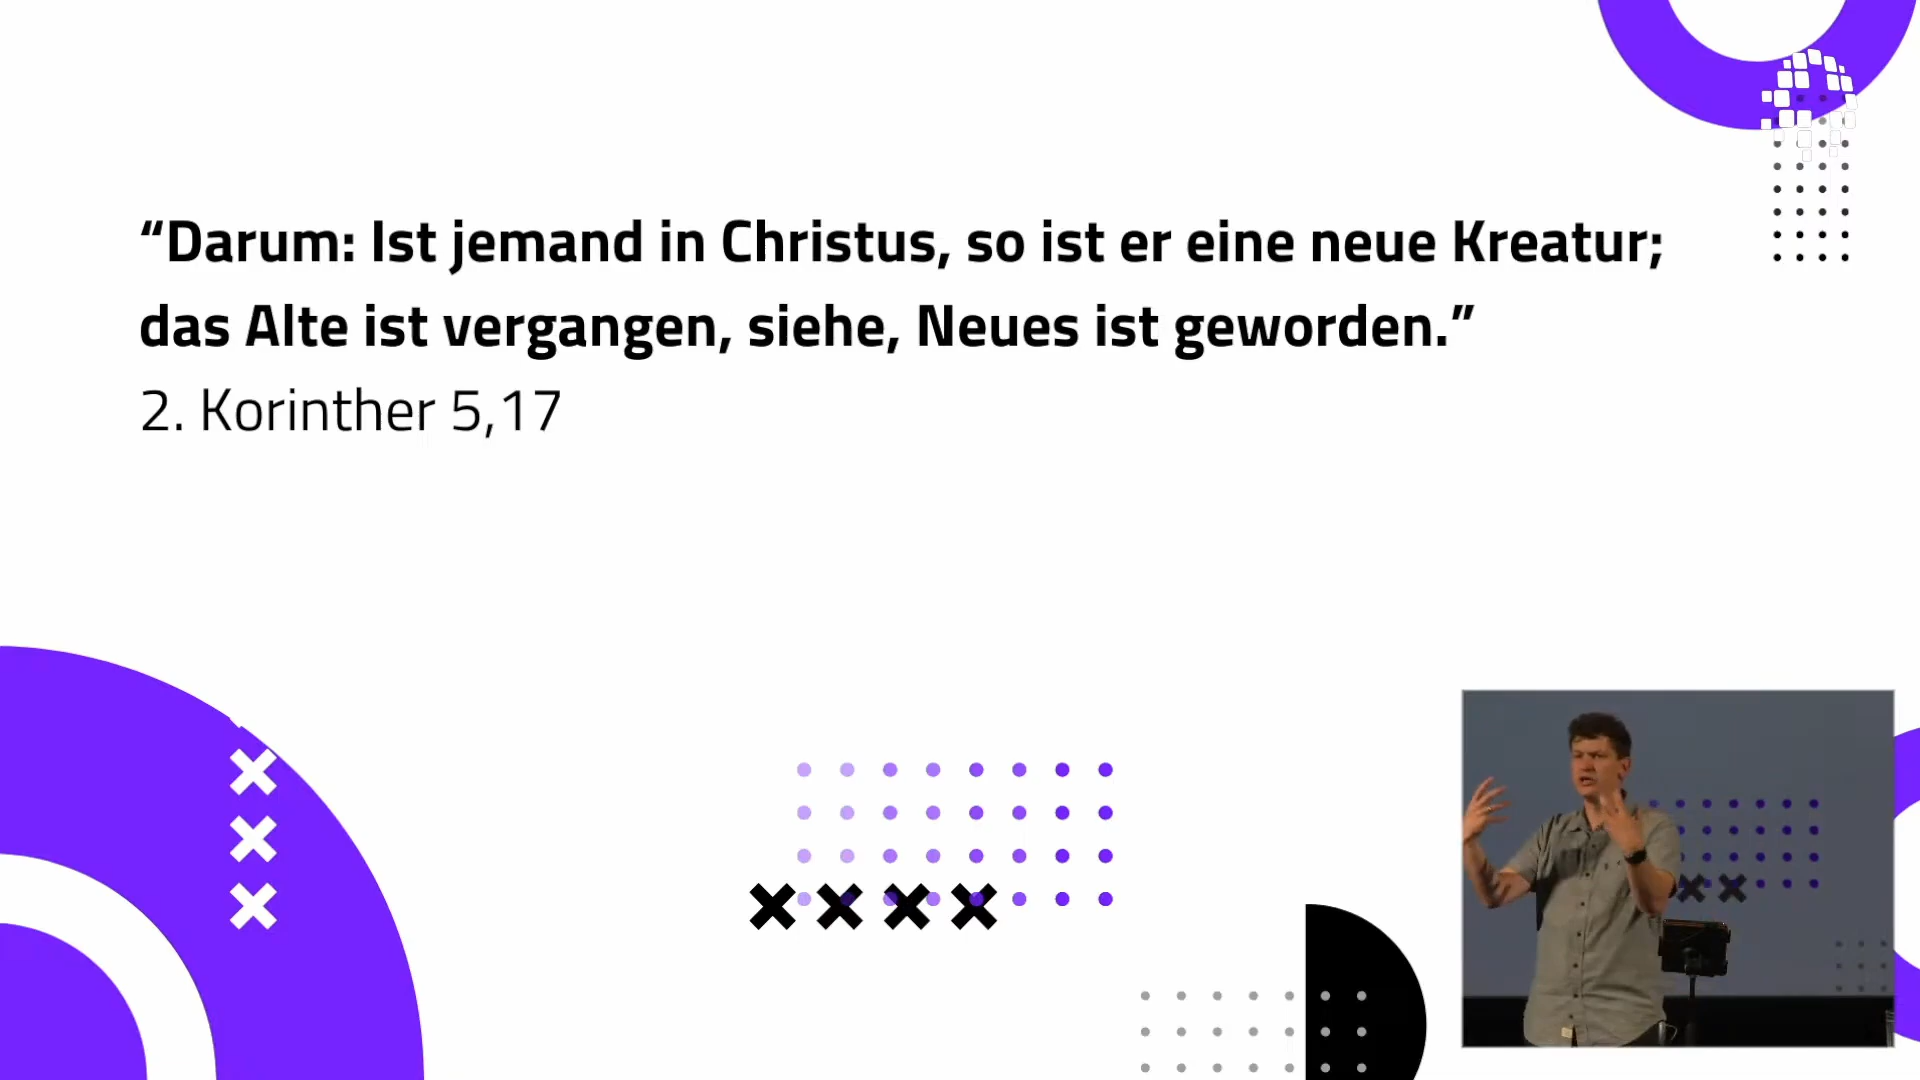 “Darum: Ist jemand in Christus, so ist er eine neue Kreatur;
das Alte ist vergangen, siehe, Neues ist geworden.”
2. Korinther 5,17